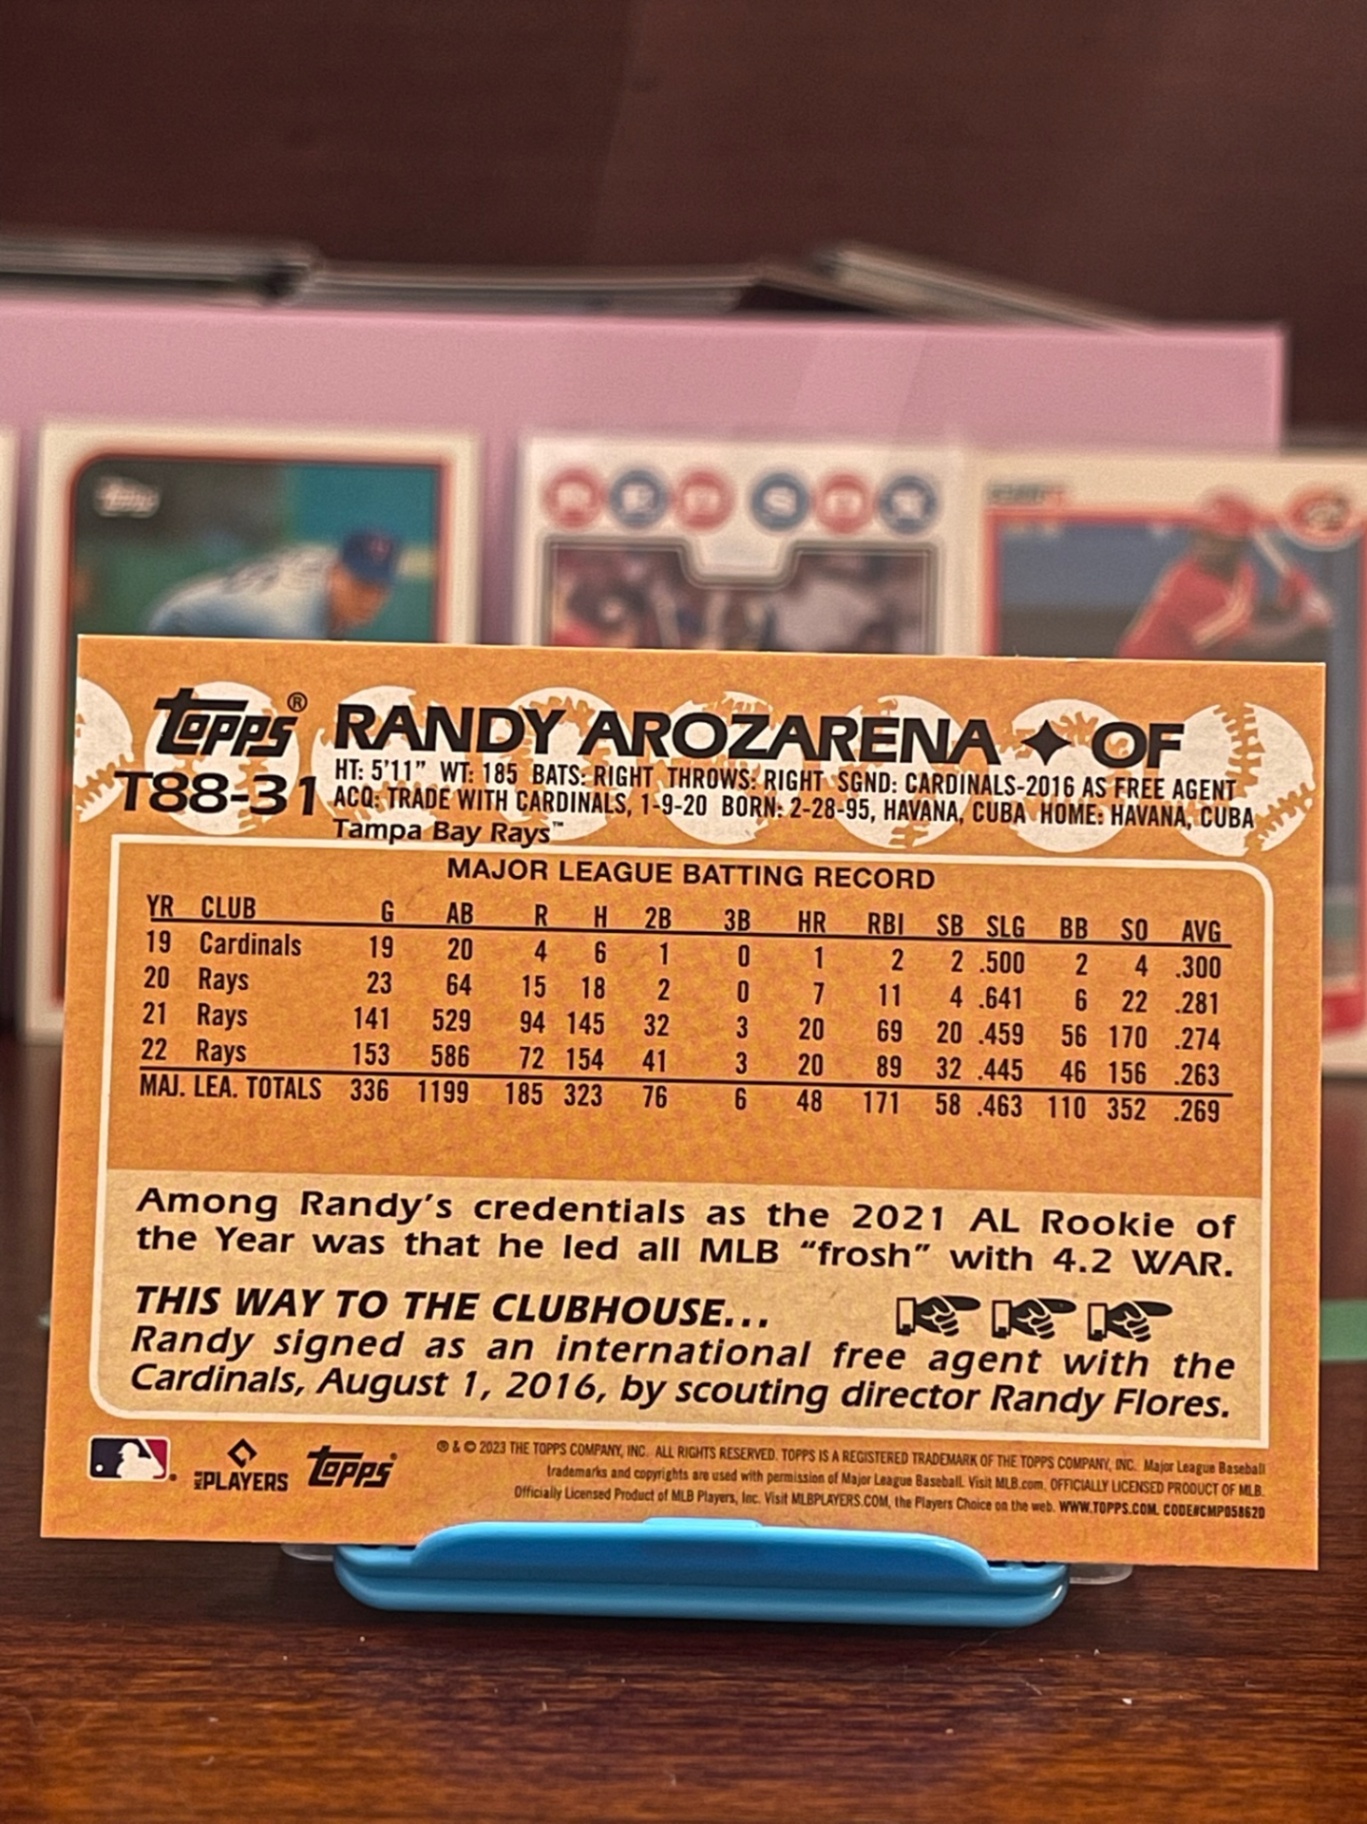 Topps
RED SOX
topps®
RANDY AROZARENA ✦ OF
T88-31
HT: 5'11" WT: 185 BATS: RIGHT THROWS: RIGHT SGND: CARDINALS-2016 AS FREE AGENT
ACQ: TRADE WITH CARDINALS, 1-9-20 BORN: 2-28-95, HAVANA, CUBA HOME: HAVANA, CUBA
Tampa Bay Rays™
MAJOR LEAGUE BATTING RECORD
YR CLUB G AB R H 2B 3B HR RBI SB SLG BB SO AVG
19 Cardinals 19 20 4 6 1 0 1 2 2 .500 2 4 .300
20 Rays 23 64 15 18 2 0 7 11 4 .641 6 22 .281
21 Rays 141 529 94 145 32 3 20 69 20 .459 56 170 .274
22 Rays 153 586 72 154 41 3 20 89 32 .445 46 156 .263
MAJ. LEA. TOTALS 336 1199 185 323 76 6 48 171 58 .463 110 352 .269
Among Randy's credentials as the 2021 AL Rookie of
the Year was that he led all MLB "frosh" with 4.2 WAR.
THIS WAY TO THE CLUBHOUSE...
Randy signed as an international free agent with the
Cardinals, August 1, 2016, by scouting director Randy Flores.
MLB PLAYERS
topps®
® & © 2023 THE TOPPS COMPANY, INC. ALL RIGHTS RESERVED. TOPPS IS A REGISTERED TRADEMARK OF THE TOPPS COMPANY, INC. Major League Baseball
trademarks and copyrights are used with permission of Major League Baseball. Visit MLB.com. OFFICIALLY LICENSED PRODUCT OF MLB.
Officially Licensed Product of MLB Players, Inc. Visit MLBPLAYERS.COM, the Players Choice on the web. WWW.TOPPS.COM. CODE#CMP058620